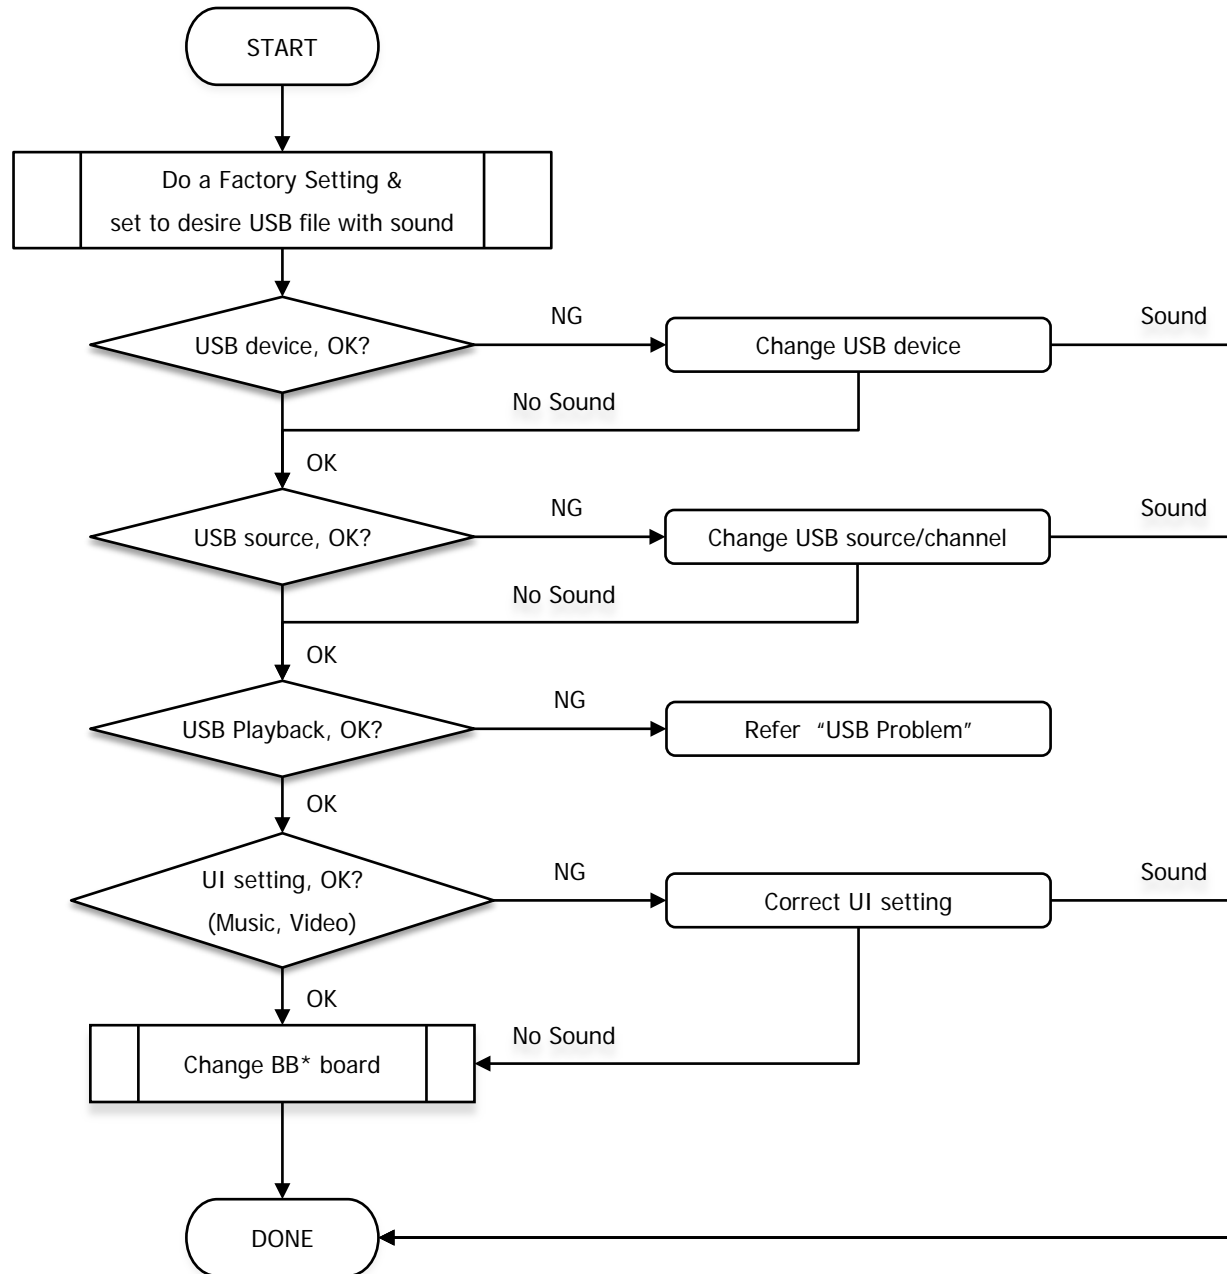 START
Do a Factory Setting &
set to desire USB file with sound
USB device, OK?
NG
Change USB device
Sound
No Sound
OK
USB source, OK?
NG
Change USB source/channel
Sound
No Sound
OK
USB Playback, OK?
NG
Refer “USB Problem”
OK
UI setting, OK?
(Music, Video)
NG
Correct UI setting
Sound
OK
No Sound
Change BB* board
DONE